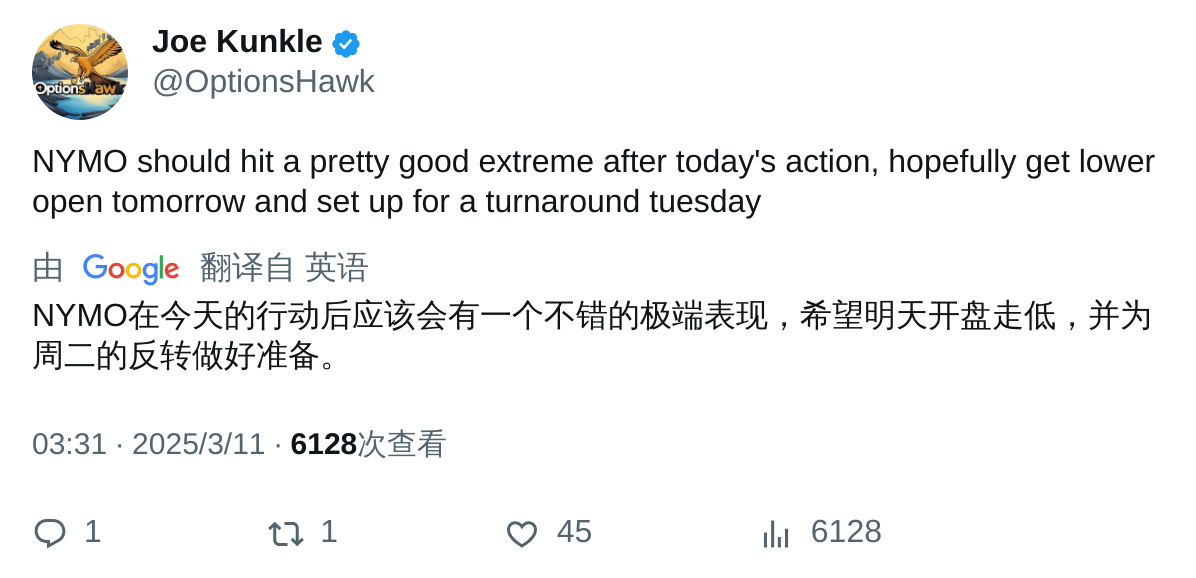 OptionsHawk
Joe Kunkle
@OptionsHawk
NYMO should hit a pretty good extreme after today's action, hopefully get lower
open tomorrow and set up for a turnaround tuesday
由 Google 翻译自 英语
NYMO在今天的行动后应该会有一个不错的极端表现，希望明天开盘走低，并为
周二的反转做好准备。
03:31 · 2025/3/11 · 6128次查看
1 1 45 6128